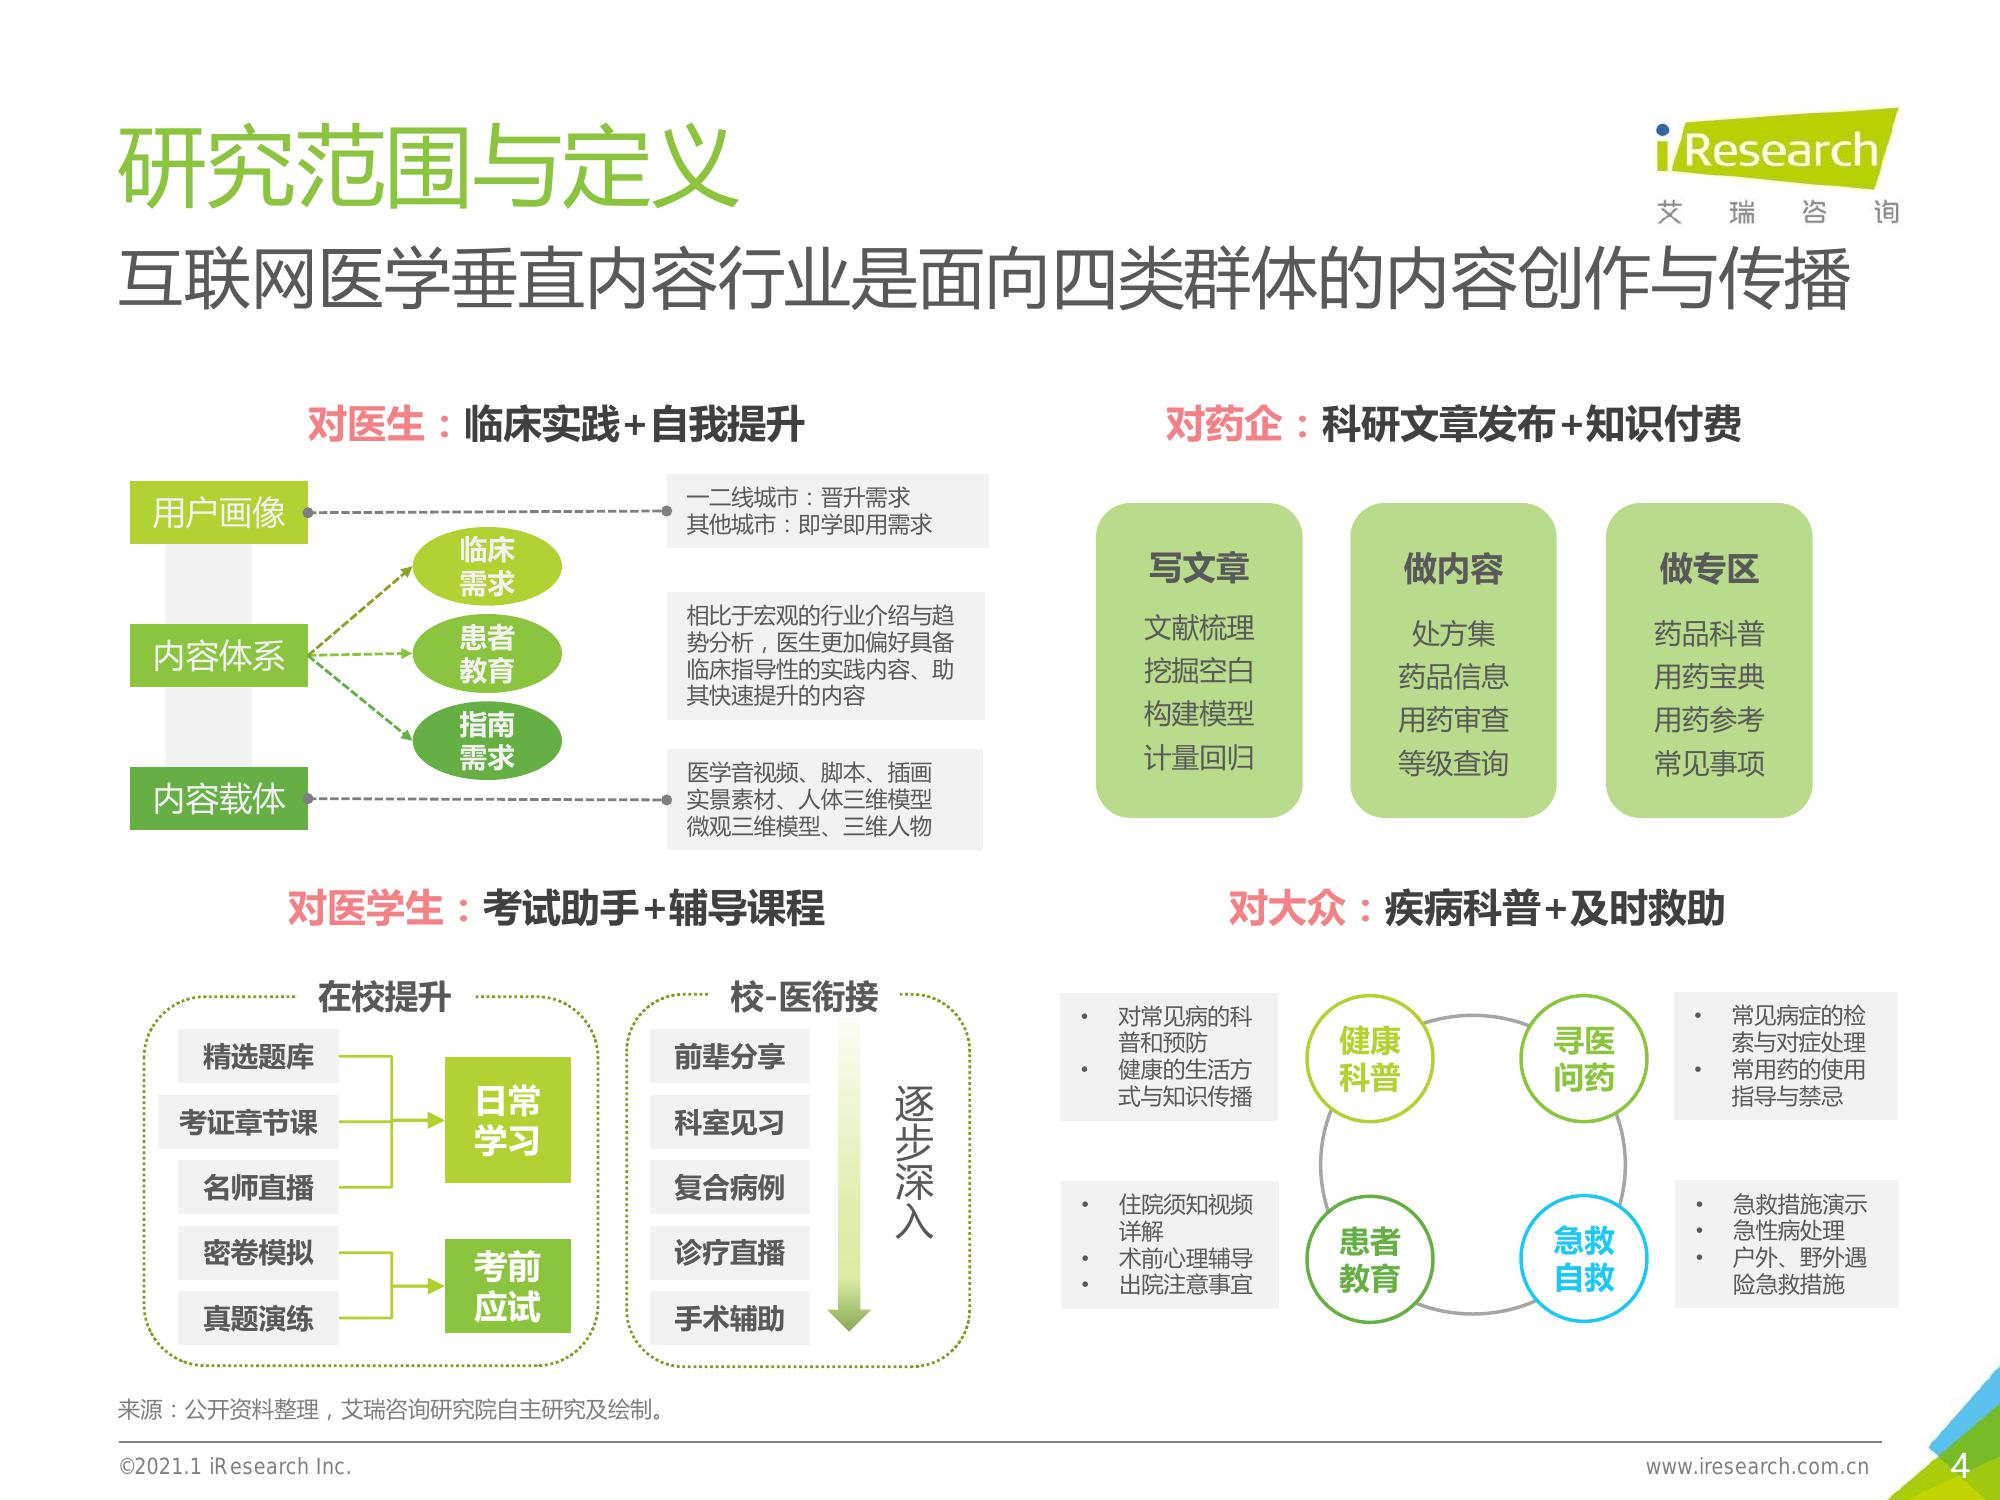 研究范围与定义
iResearch
艾瑞咨询
互联网医学垂直内容行业是面向四类群体的内容创作与传播
对医生：临床实践+自我提升
用户画像
一二线城市：晋升需求
其他城市：即学即用需求
临床
需求
内容体系
患者
教育
相比于宏观的行业介绍与趋
势分析，医生更加偏好具备
临床指导性的实践内容、助
其快速提升的内容
指南
需求
内容载体
医学音视频、脚本、插画
实景素材、人体三维模型
微观三维模型、三维人物
对药企：科研文章发布+知识付费
写文章
文献梳理
挖掘空白
构建模型
计量回归
做内容
处方集
药品信息
用药审查
等级查询
做专区
药品科普
用药宝典
用药参考
常见事项
对医学生：考试助手+辅导课程
在校提升
精选题库
考证章节课
名师直播
密卷模拟
真题演练
日常
学习
考前
应试
校-医衔接
前辈分享
科室见习
复合病例
诊疗直播
手术辅助
逐步深入
对大众：疾病科普+及时救助
• 对常见病的科
普和预防
• 健康的生活方
式与知识传播
健康
科普
寻医
问药
• 常见病症的检
索与对症处理
• 常用药的使用
指导与禁忌
• 住院须知视频
详解
• 术前心理辅导
• 出院注意事宜
患者
教育
急救
自救
• 急救措施演示
• 急性病处理
• 户外、野外遇
险急救措施
来源：公开资料整理，艾瑞咨询研究院自主研究及绘制。
©2021.1 iResearch Inc.
www.iresearch.com.cn
4